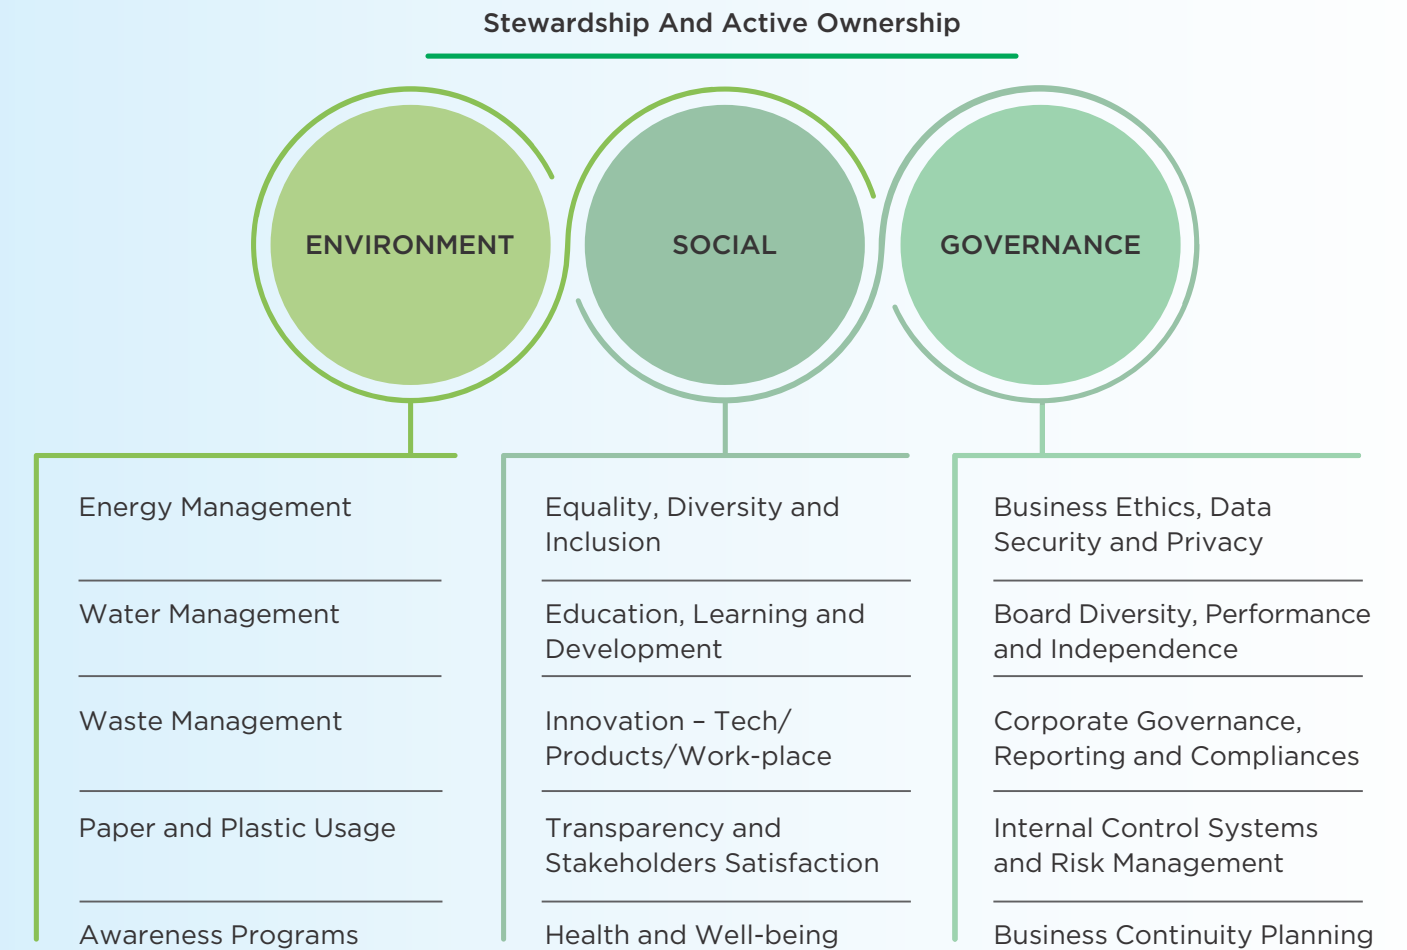 Stewardship And Active Ownership
ENVIRONMENT
SOCIAL
GOVERNANCE
Energy Management
Water Management
Waste Management
Paper and Plastic Usage
Awareness Programs
Equality, Diversity and
Inclusion
Education, Learning and
Development
Innovation – Tech/
Products/Work-place
Transparency and
Stakeholders Satisfaction
Health and Well-being
Business Ethics, Data
Security and Privacy
Board Diversity, Performance
and Independence
Corporate Governance,
Reporting and Compliances
Internal Control Systems
and Risk Management
Business Continuity Planning